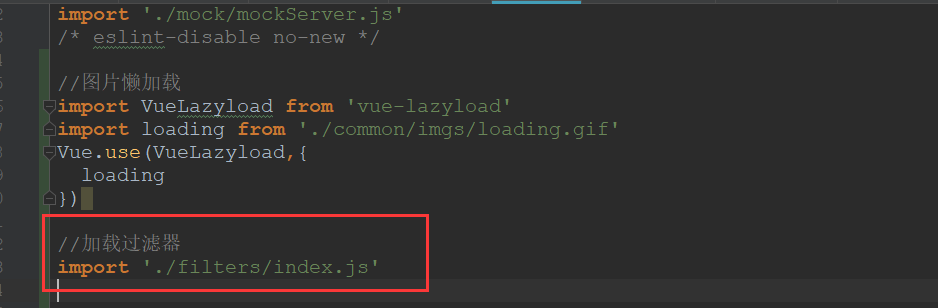 import './mock/mockServer.js'
/* eslint-disable no-new */
//图片懒加载
import VueLazyload from 'vue-lazyload'
import loading from './common/imgs/loading.gif'
Vue.use(VueLazyload,{
loading
})
//加载过滤器
import './filters/index.js'